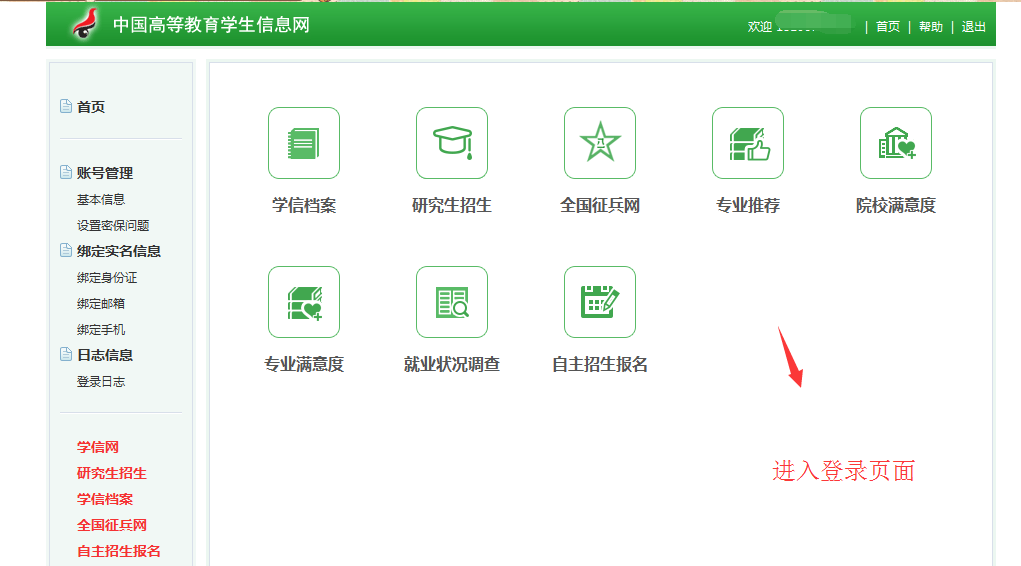 中国高等教育学生信息网
欢迎
| 首页 | 帮助 | 退出
首页
账号管理
基本信息
设置密保问题
绑定实名信息
绑定身份证
绑定邮箱
绑定手机
日志信息
登录日志
学信网
研究生招生
学信档案
全国征兵网
自主招生报名
学信档案
研究生招生
全国征兵网
专业推荐
院校满意度
专业满意度
就业状况调查
自主招生报名
进入登录页面